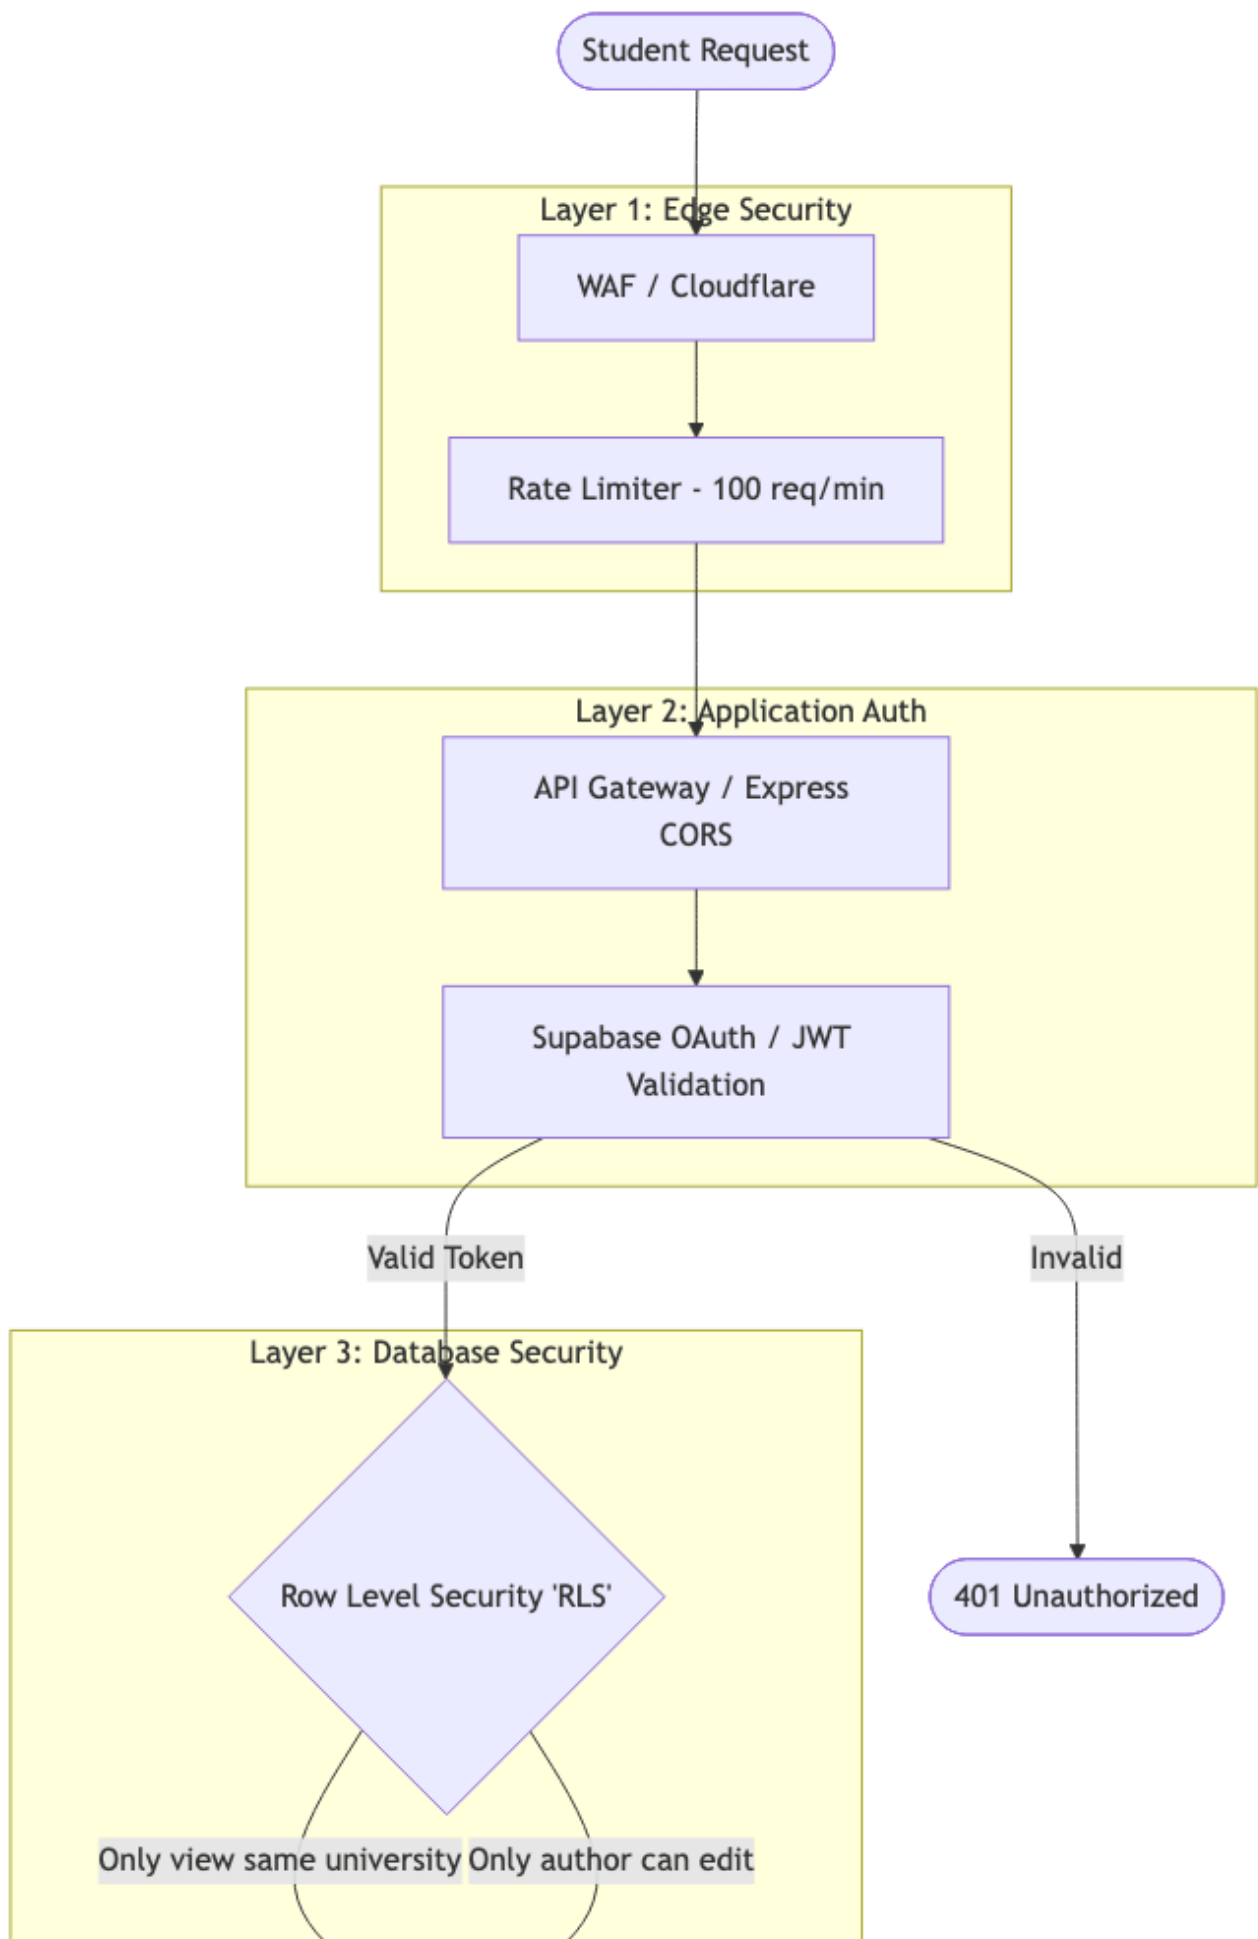 Student Request
Layer 1: Edge Security
WAF / Cloudflare
Rate Limiter - 100 req/min
Layer 2: Application Auth
API Gateway / Express
CORS
Supabase OAuth / JWT
Validation
Valid Token
Invalid
Layer 3: Database Security
Row Level Security 'RLS'
401 Unauthorized
Only view same university
Only author can edit